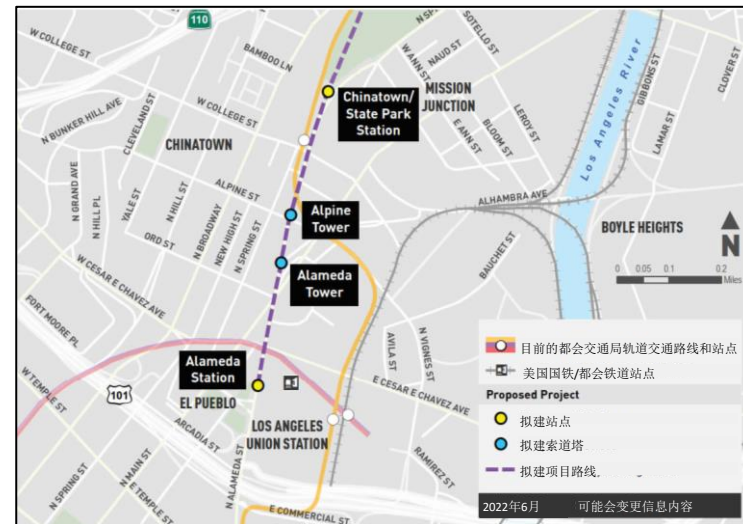 110
W COLLEGE ST
BAMBOO LN
N SP
SOTELLO ST
NAUD ST
W ANN ST
MISSION
JUNCTION
LEROY ST
BLOOM ST
E ANN ST
Los Angeles River
GIBBONS ST
CLOVER ST
LAMAR ST
Chinatown/
State Park
Station
W COLLEGE ST
N BUNKER HILL AVE
CLEVELAND ST
CHINATOWN
N GRAND AVE
N HILL PL
YALE ST
N HILL ST
ALPINE ST
N BROADWAY
NEW HIGH ST
N SPRING ST
ORD ST
Alpine
Tower
Alameda
Tower
ALHAMBRA AVE
BAUCHET ST
BOYLE HEIGHTS
N
0 0.05 0.1 0.2
Miles
W CESAR E CHAVEZ AVE
FORT MOORE PL
101
W TEMPLE ST
Alameda
Station
EL PUEBLO
AVILA ST
N VIGNES ST
E CESAR E CHAVEZ AVE
LOS ANGELES
UNION STATION
ARCADIA ST
N SPRING ST
N MAIN ST
E TEMPLE ST
N ALAMEDA ST
RAMIREZ ST
E COMMERCIAL ST
目前的都会交通局轨道交通路线和站点
美国国铁/都会铁道站点
Proposed Project
拟建站点
拟建索道塔
拟建项目路线
2022年6月 可能会变更信息内容